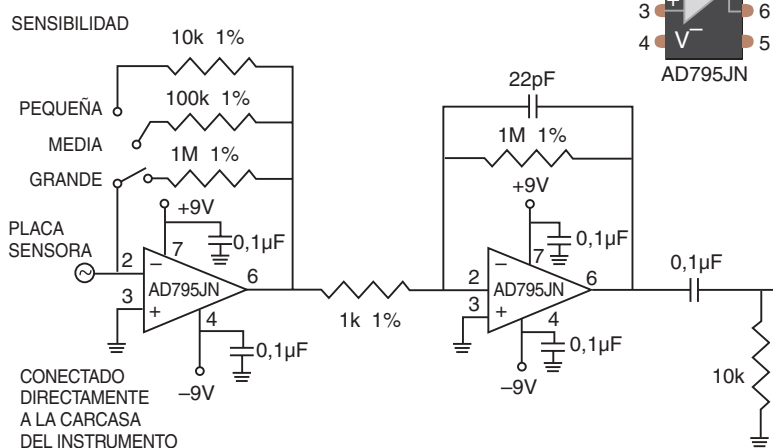 SENSIBILIDAD
10k 1%
PEQUEÑA
100k 1%
MEDIA
1M 1%
GRANDE
+9V
PLACA
SENSORA
0,1µF
7
2
–
AD795JN
6
3
+
4
0,1µF
–9V
1k 1%
CONECTADO
DIRECTAMENTE
A LA CARCASA
DEL INSTRUMENTO
22pF
1M 1%
+9V
0,1µF
7
2
–
AD795JN
6
3
+
4
0,1µF
–9V
0,1µF
10k
3
+
6
4
V–
5
AD795JN